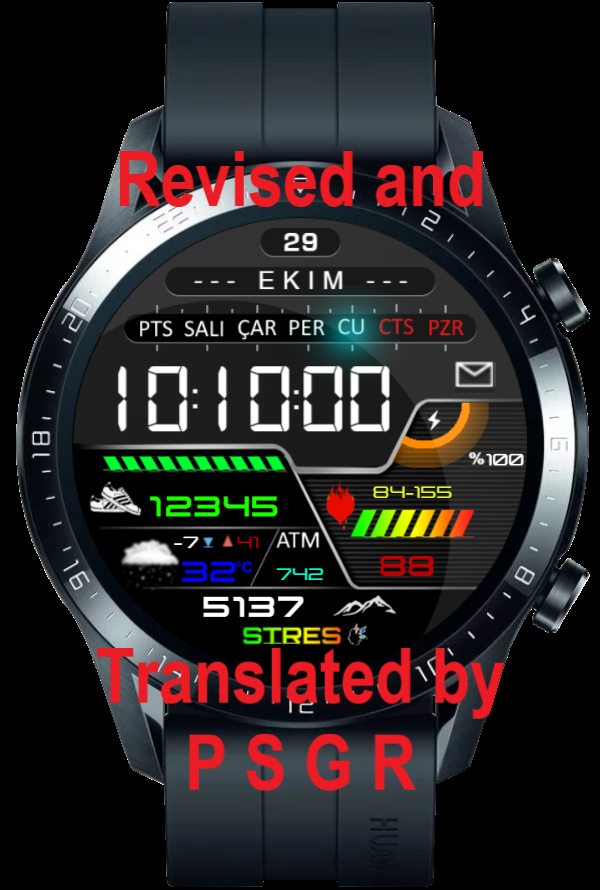 Revised and
2
4
6
8
10
12
16
18
20
22
29
--- EKIM ---
PTS SALI ÇAR PER CU CTS PZR
10:10:00
%100
84-155
12345
-7 41 ATM
32°C 742
88
5137
STRES
Translated by
P S G R
HUAW